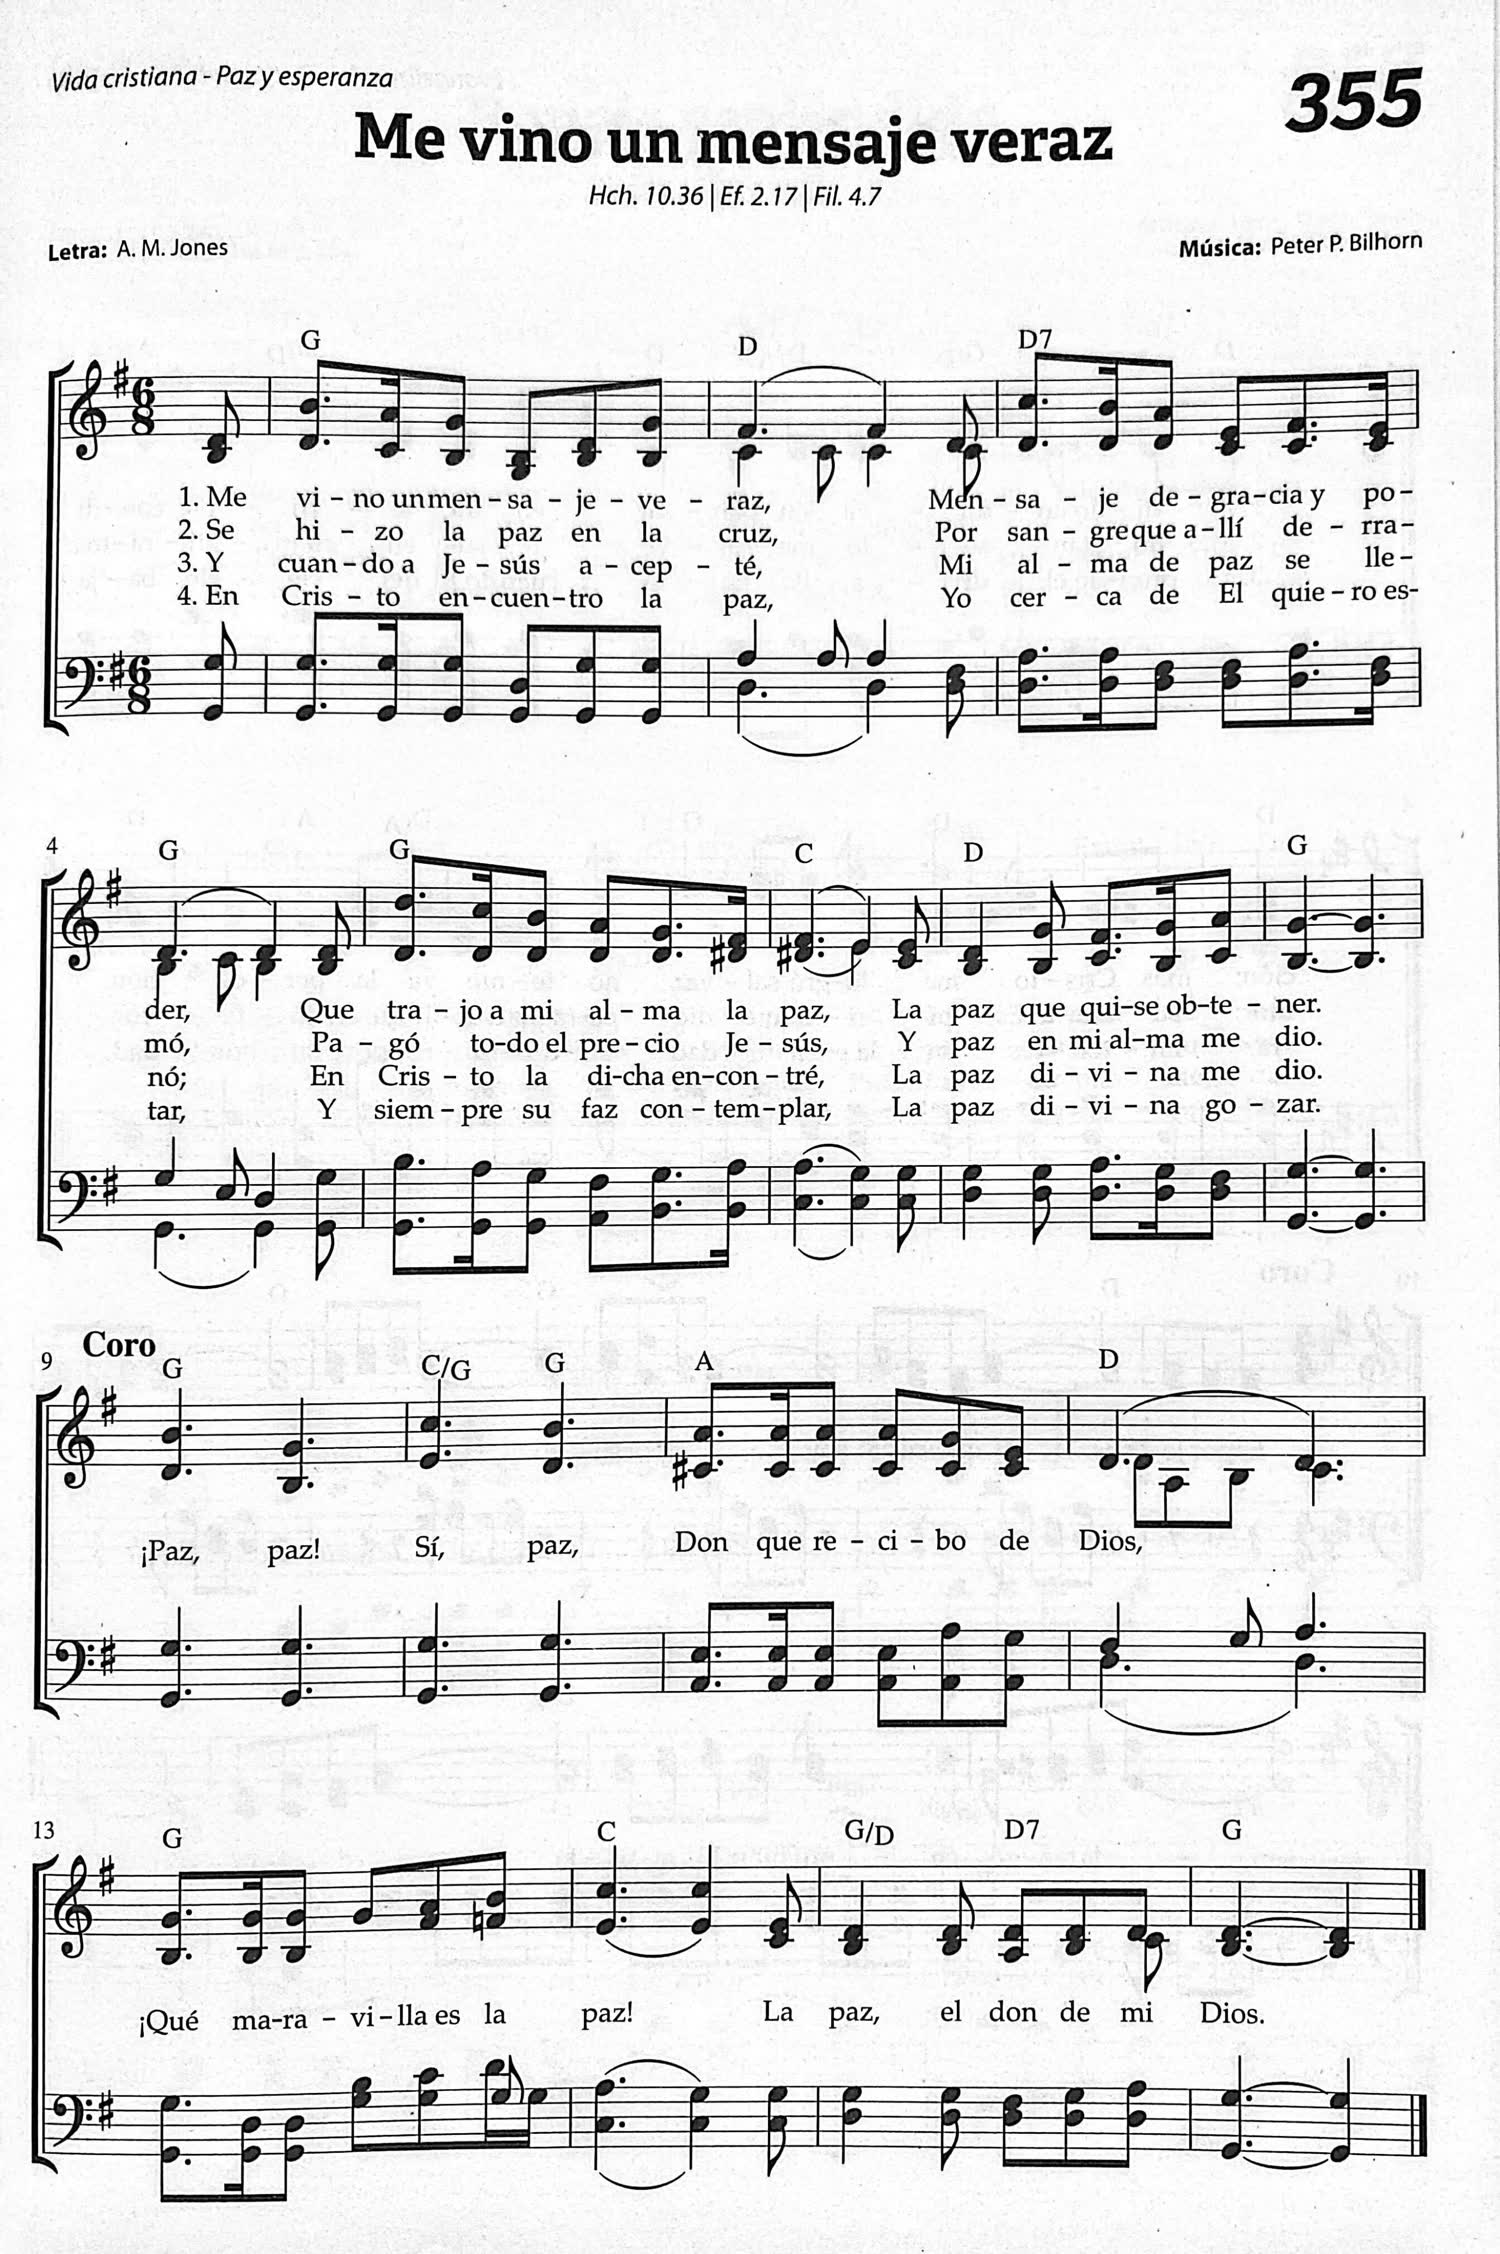 Vida cristiana - Paz y esperanza
355
Me vino un mensaje veraz
Hch. 10.36 | Ef. 2.17 | Fil. 4.7
Letra: A. M. Jones
Música: Peter P. Bilhorn
G D D7
1. Me vi – no un men – sa – je – ve – raz, Men – sa – je de – gra – cia y po –
2. Se hi – zo la paz en la cruz, Por san – gre que a – llí de – rra –
3. Y cuan – do a Je – sús a – cep – té, Mi al – ma de paz se lle –
4. En Cris – to en – cuen – tro la paz, Yo cer – ca de El quie – ro es-
4 G G C D G
der, Que tra – jo a mi al – ma la paz, La paz que qui – se ob – te – ner.
mó, Pa – gó to – do el pre – cio Je – sús, Y paz en mi al – ma me dio.
nó; En Cris – to la di – cha en – con – tré, La paz di – vi – na me dio.
tar, Y siem – pre su faz con – tem – plar, La paz di – vi – na go – zar.
Coro
9 G C/G G A D
¡Paz, paz! Sí, paz, Don que re – ci – bo de Dios,
13 G C G/D D7 G
¡Qué ma – ra – vi – lla es la paz! La paz, el don de mi Dios.